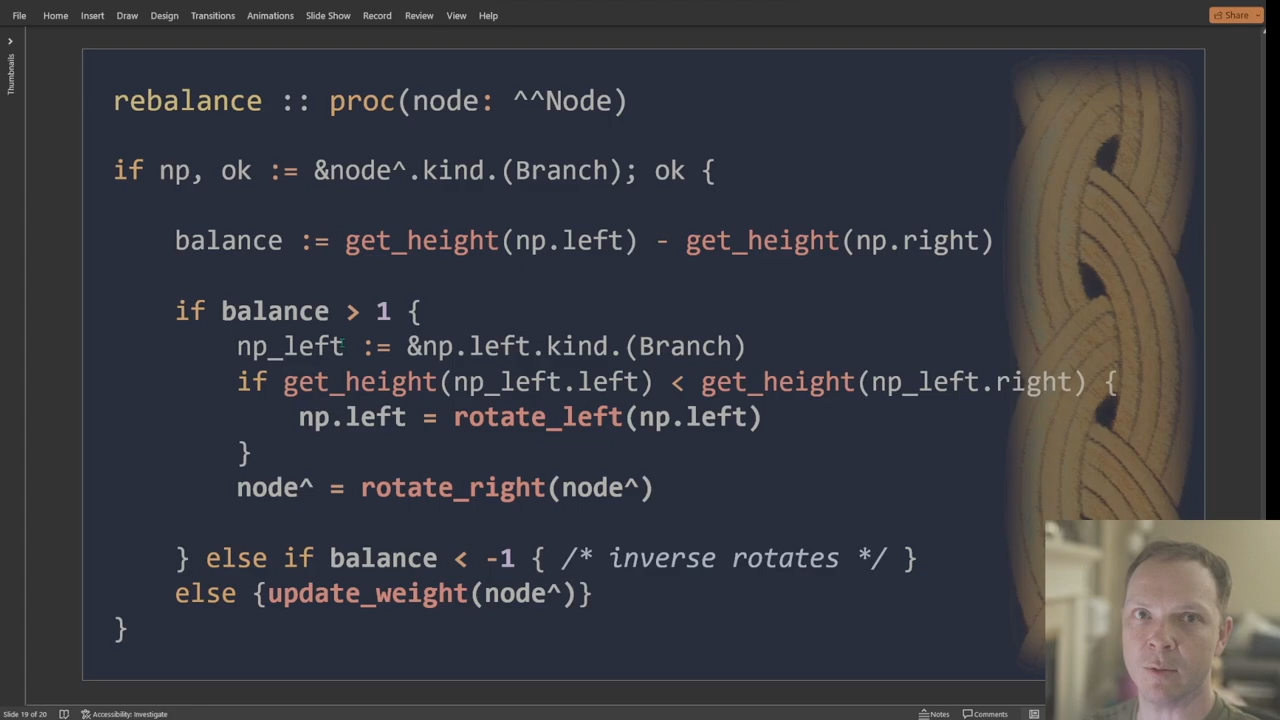 File Home Insert Draw Design Transitions Animations Slide Show Record Review View Help Share
Thumbnails
rebalance :: proc(node: ^^Node)
if np, ok := &node^.kind.(Branch); ok {
balance := get_height(np.left) - get_height(np.right)
if balance > 1 {
np_left := &np.left.kind.(Branch)
if get_height(np_left.left) < get_height(np_left.right) {
np.left = rotate_left(np.left)
}
node^ = rotate_right(node^)
} else if balance < -1 { /* inverse rotates */ }
else {update_weight(node^)}
}
Slide 19 of 20 Accessibility: Investigate Notes Comments